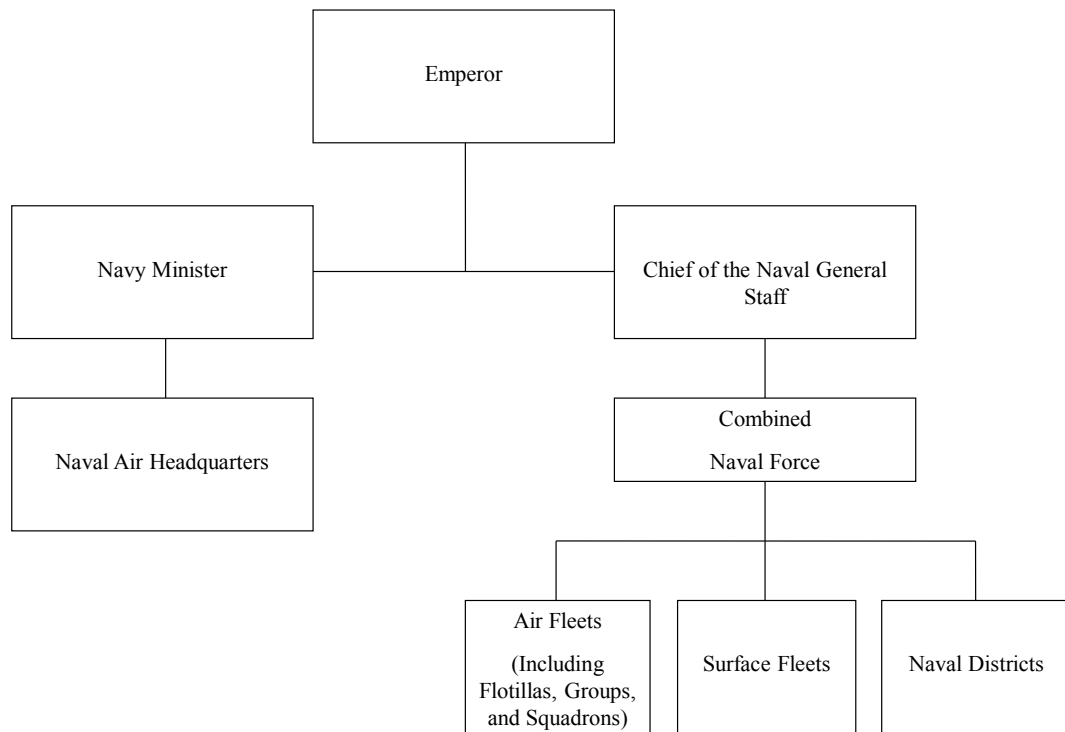 Emperor
Navy Minister
Chief of the Naval General
Staff
Naval Air Headquarters
Combined
Naval Force
Air Fleets
(Including
Flotillas, Groups,
and Squadrons)
Surface Fleets
Naval Districts